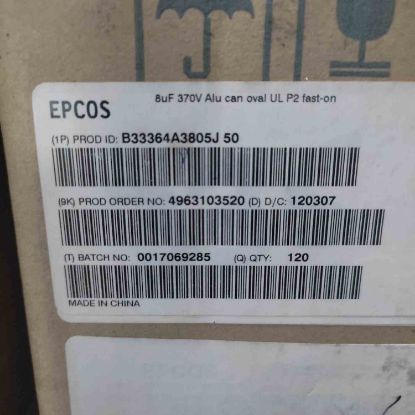 8uF 370V Alu can oval UL P2 fast-on
EPCOS
(1P) PROD ID: B33364A3805J 50
(9K) PROD ORDER NO: 4963103520 (D) D/C: 120307
(T) BATCH NO: 0017069285 (Q) QTY: 120
MADE IN CHINA